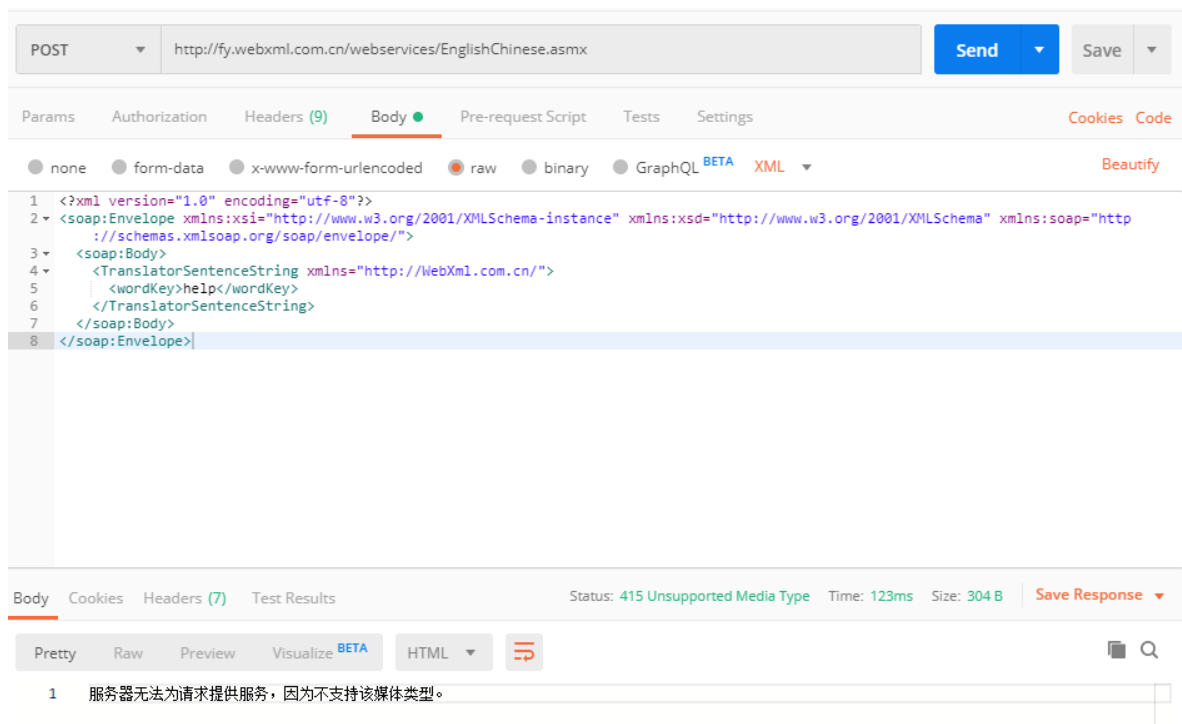 POST http://fy.webxml.com.cn/webservices/EnglishChinese.asmx Send Save
Params Authorization Headers (9) Body Pre-request Script Tests Settings Cookies Code
none form-data x-www-form-urlencoded raw binary GraphQL BETA XML Beautify
1 <?xml version="1.0" encoding="utf-8"?>
2 <soap:Envelope xmlns:xsi="http://www.w3.org/2001/XMLSchema-instance" xmlns:xsd="http://www.w3.org/2001/XMLSchema" xmlns:soap="http
://schemas.xmlsoap.org/soap/envelope/">
3 <soap:Body>
4 <TranslatorSentenceString xmlns="http://WebXml.com.cn/">
5 <wordKey>help</wordKey>
6 </TranslatorSentenceString>
7 </soap:Body>
8 </soap:Envelope>
Body Cookies Headers (7) Test Results Status: 415 Unsupported Media Type Time: 123ms Size: 304 B Save Response
Pretty Raw Preview Visualize BETA HTML
1 服务器无法为请求提供服务，因为不支持该媒体类型。